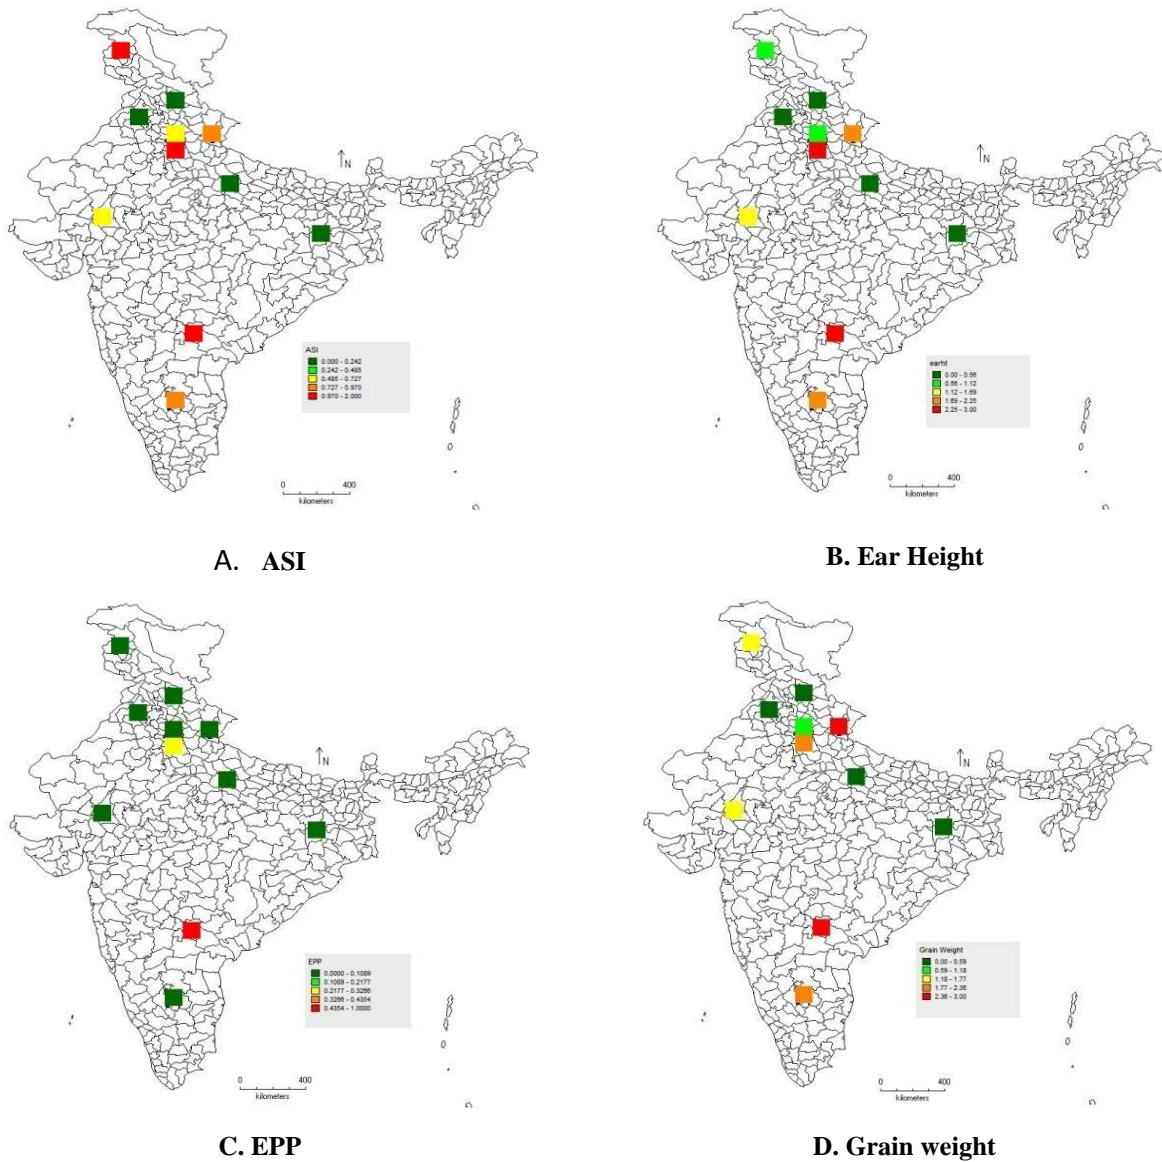 N
ASI
0.000 - 0.242
0.242 - 0.485
0.485 - 0.727
0.727 - 0.970
0.970 - 2.000
0 400
kilometers
A. ASI
N
earht
0.00 - 0.56
0.56 - 1.12
1.12 - 1.69
1.69 - 2.25
2.25 - 3.00
0 400
kilometers
B. Ear Height
N
EPP
0.0000 - 0.1089
0.1089 - 0.2177
0.2177 - 0.3266
0.3266 - 0.4354
0.4354 - 1.0000
0 400
kilometers
C. EPP
N
Grain Weight
0.00 - 0.59
0.59 - 1.18
1.18 - 1.77
1.77 - 2.36
2.36 - 3.00
0 400
kilometers
D. Grain weight